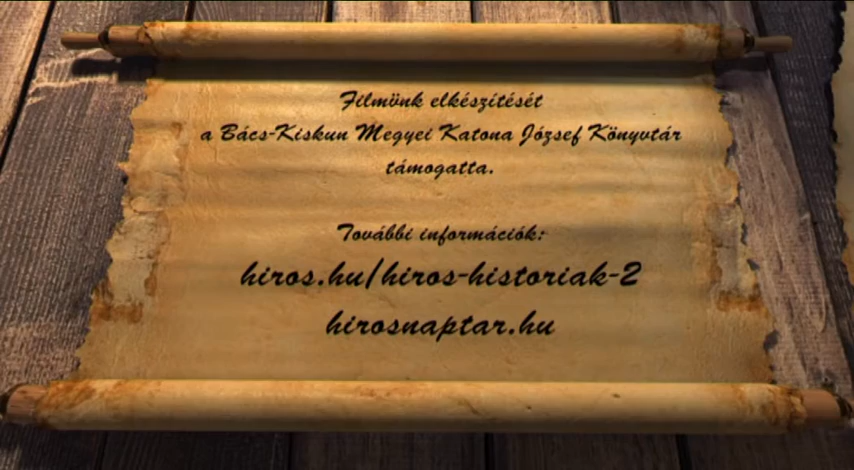 Filmünk elkészítését
a Bács-Kiskun Megyei Katona József Könyvtár
támogatta.
További információk:
hiros.hu/hiros-historiak-2
hirosnaptar.hu